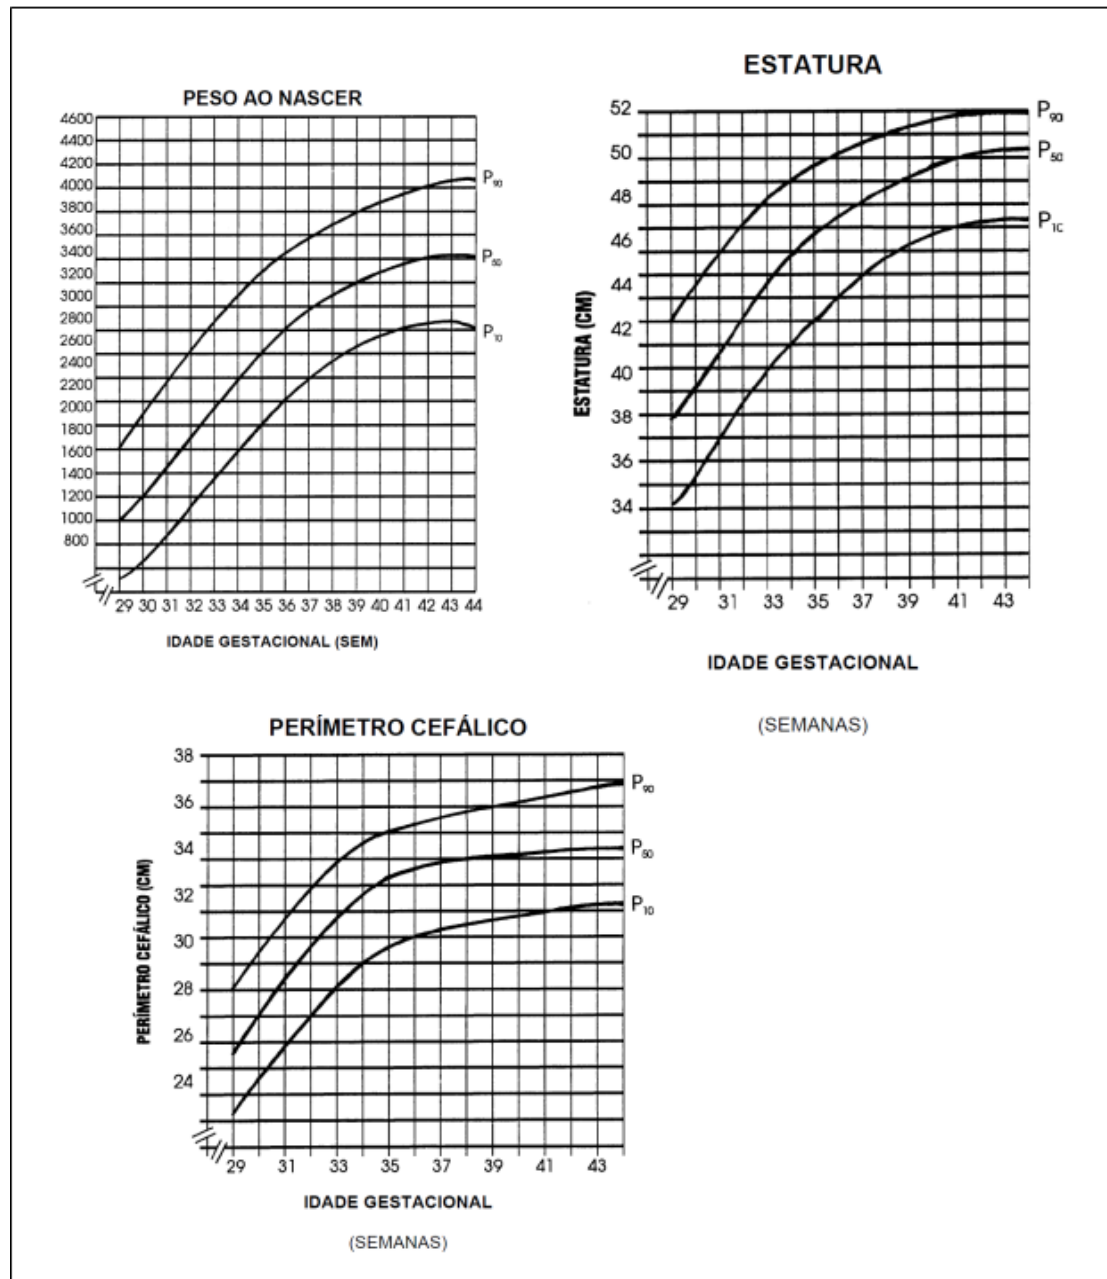 PESO AO NASCER
4600
4400
4200
4000
3800
3600
3400
3200
3000
2800
2600
2400
2200
2000
1800
1600
1400
1200
1000
800
P90
P50
P10
29 30 31 32 33 34 35 36 37 38 39 40 41 42 43 44
IDADE GESTACIONAL (SEM)
ESTATURA
ESTATURA (CM)
52
50
48
46
44
42
40
38
36
34
P90
P50
P10
29 31 33 35 37 39 41 43
IDADE GESTACIONAL
(SEMANAS)
PERÍMETRO CEFÁLICO
PERÍMETRO CEFÁLICO (CM)
38
36
34
32
30
28
26
24
P90
P50
P10
29 31 33 35 37 39 41 43
IDADE GESTACIONAL
(SEMANAS)